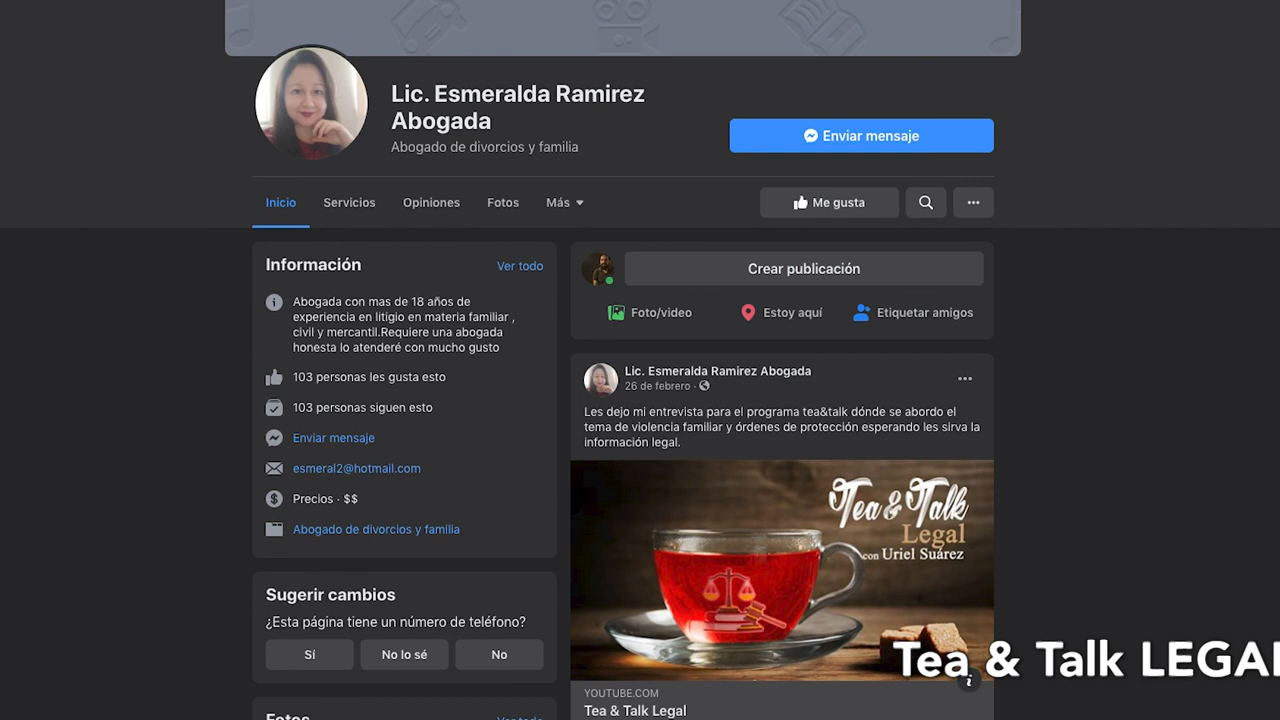 Lic. Esmeralda Ramirez
Abogada
Abogado de divorcios y familia
Enviar mensaje
Inicio
Servicios
Opiniones
Fotos
Más
Me gusta
Información
Ver todo
Abogada con mas de 18 años de
experiencia en litigio en materia familiar ,
civil y mercantil.Requiere una abogada
honesta lo atenderé con mucho gusto
103 personas les gusta esto
103 personas siguen esto
Enviar mensaje
esmeral2@hotmail.com
Precios · $$
Abogado de divorcios y familia
Sugerir cambios
¿Esta página tiene un número de teléfono?
Sí
No lo sé
No
Fotos
Ver todo
Crear publicación
Foto/video
Estoy aquí
Etiquetar amigos
Lic. Esmeralda Ramirez Abogada
26 de febrero ·
Les dejo mi entrevista para el programa tea&talk dónde se abordo el
tema de violencia familiar y órdenes de protección esperando les sirva la
información legal.
Tea & Talk
Legal
con Uriel Suárez
YOUTUBE.COM
Tea & Talk Legal
Tea & Talk LEGAL